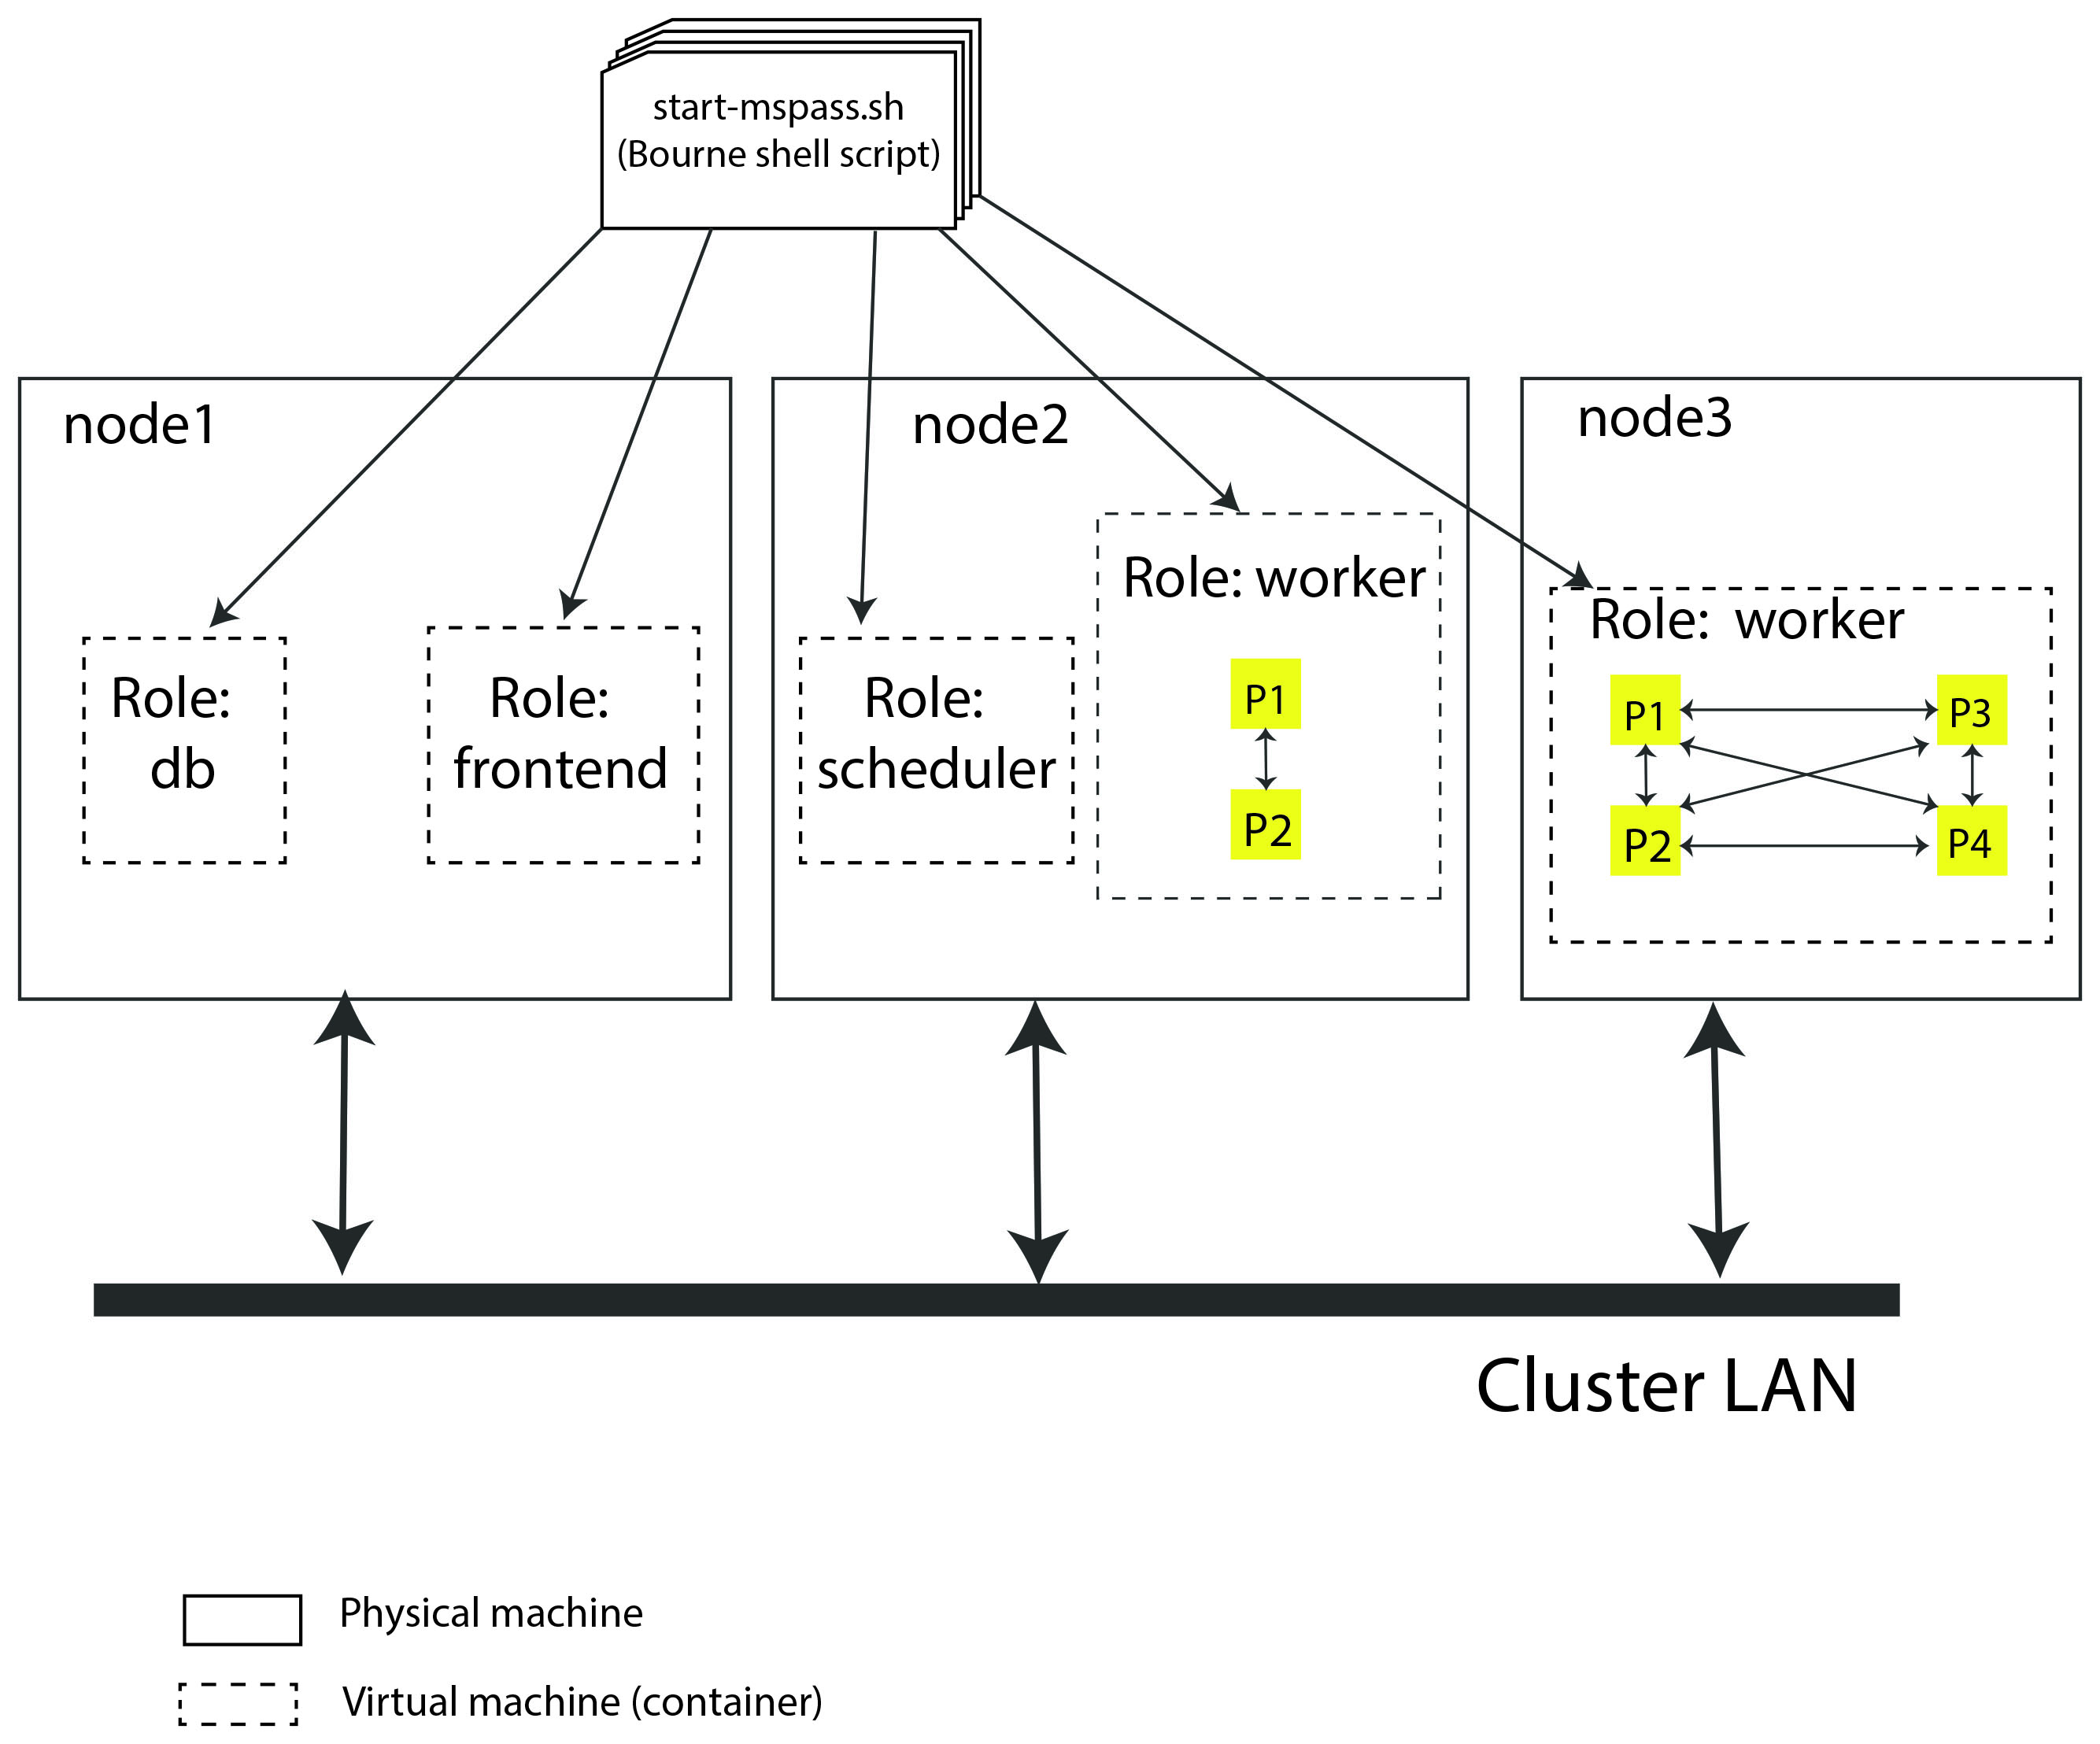 start-mspass.sh
(Bourne shell script)
node1
node2
node3
Role:
db
Role:
frontend
Role:
scheduler
Role: worker
P1
P2
Role:  worker
P1
P3
P2
P4
Cluster LAN
Physical machine
Virtual machine (container)